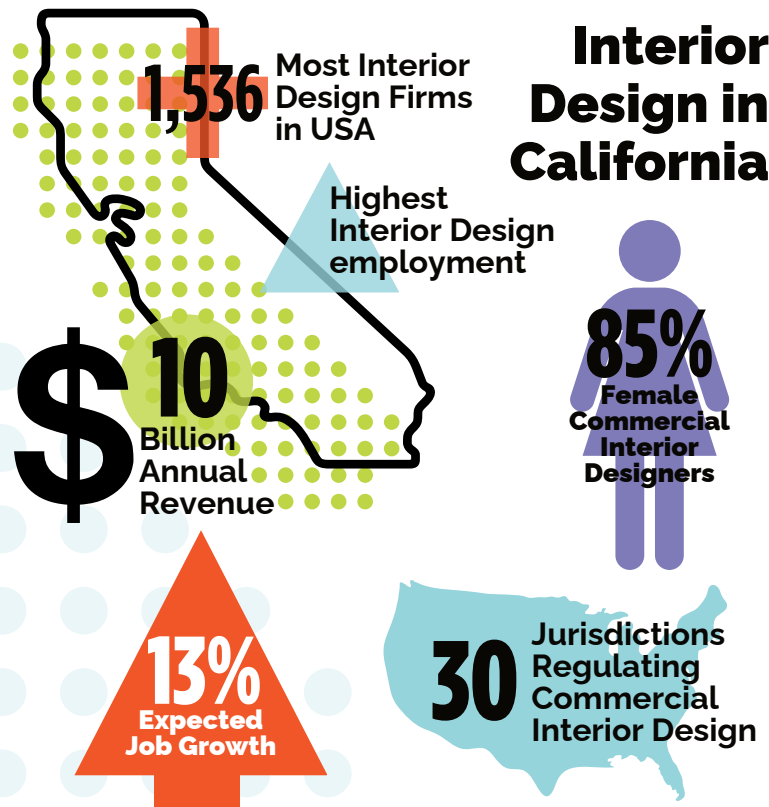 Interior
Design in
California
1,536
Most Interior
Design Firms
in USA
Highest
Interior Design
employment
85%
Female
Commercial
Interior
Designers
$10
Billion
Annual
Revenue
13%
Expected
Job Growth
30
Jurisdictions
Regulating
Commercial
Interior Design